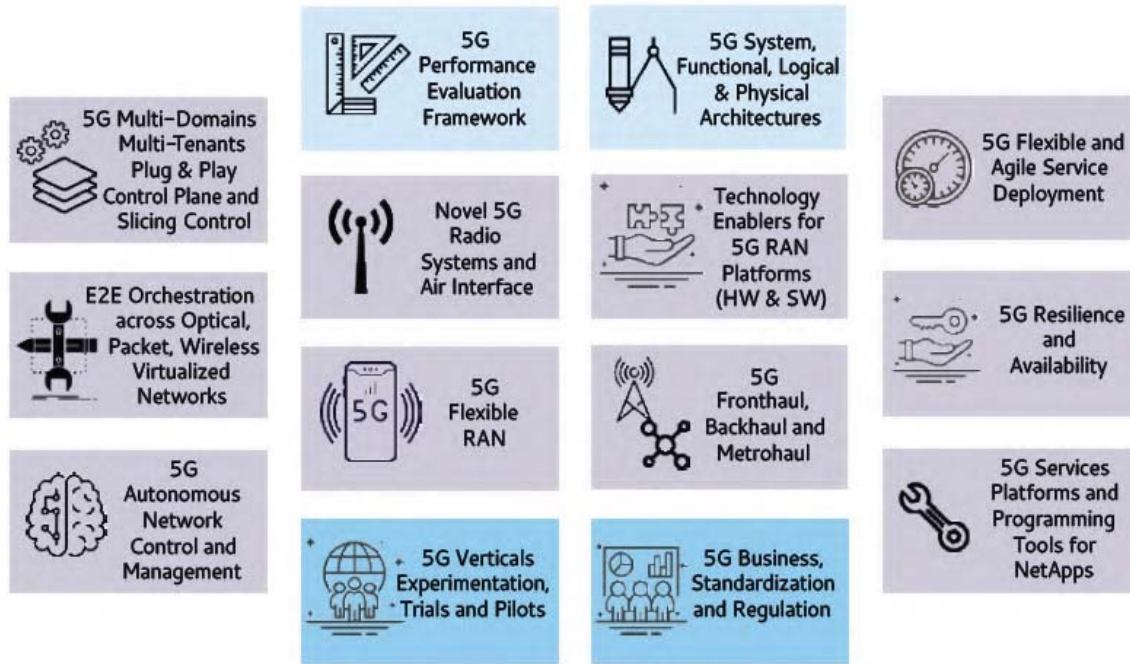 5G Multi-Domains
Multi-Tenants
Plug & Play
Control Plane and
Slicing Control
E2E Orchestration
across Optical,
Packet, Wireless
Virtualized
Networks
5G
Autonomous
Network
Control and
Management
5G
Performance
Evaluation
Framework
5G System,
Functional, Logical
& Physical
Architectures
Novel 5G
Radio
Systems and
Air Interface
Technology
Enablers for
5G RAN
Platforms
(HW & SW)
5G
5G
Flexible
RAN
5G
Fronthaul,
Backhaul and
Metrohaul
5G Verticals
Experimentation,
Trials and Pilots
5G Business,
Standardization
and Regulation
5G Flexible and
Agile Service
Deployment
5G Resilience
and
Availability
5G Services
Platforms and
Programming
Tools for
NetApps